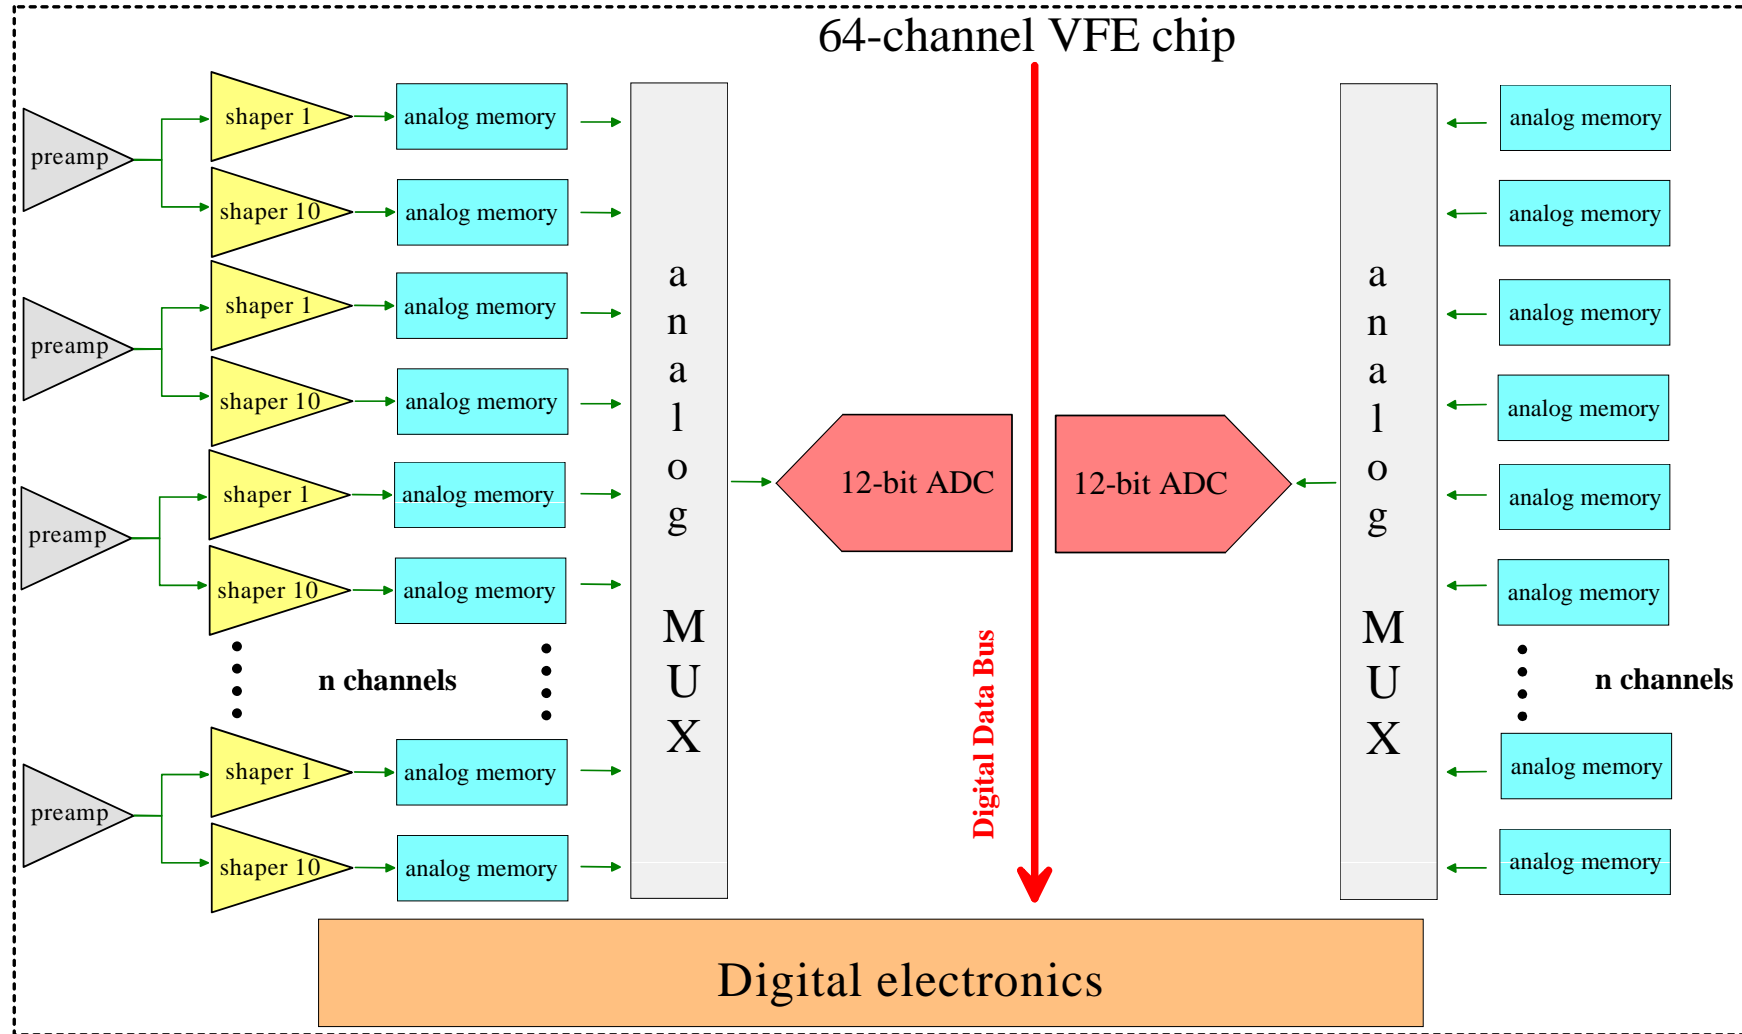 64-channel VFE chip
preamp
shaper 1
analog memory
shaper 10
analog memory
preamp
shaper 1
analog memory
shaper 10
analog memory
preamp
shaper 1
analog memory
shaper 10
analog memory
n channels
preamp
shaper 1
analog memory
shaper 10
analog memory
analog MUX
12-bit ADC
Digital Data Bus
12-bit ADC
analog MUX
analog memory
analog memory
analog memory
analog memory
analog memory
analog memory
n channels
analog memory
analog memory
Digital electronics